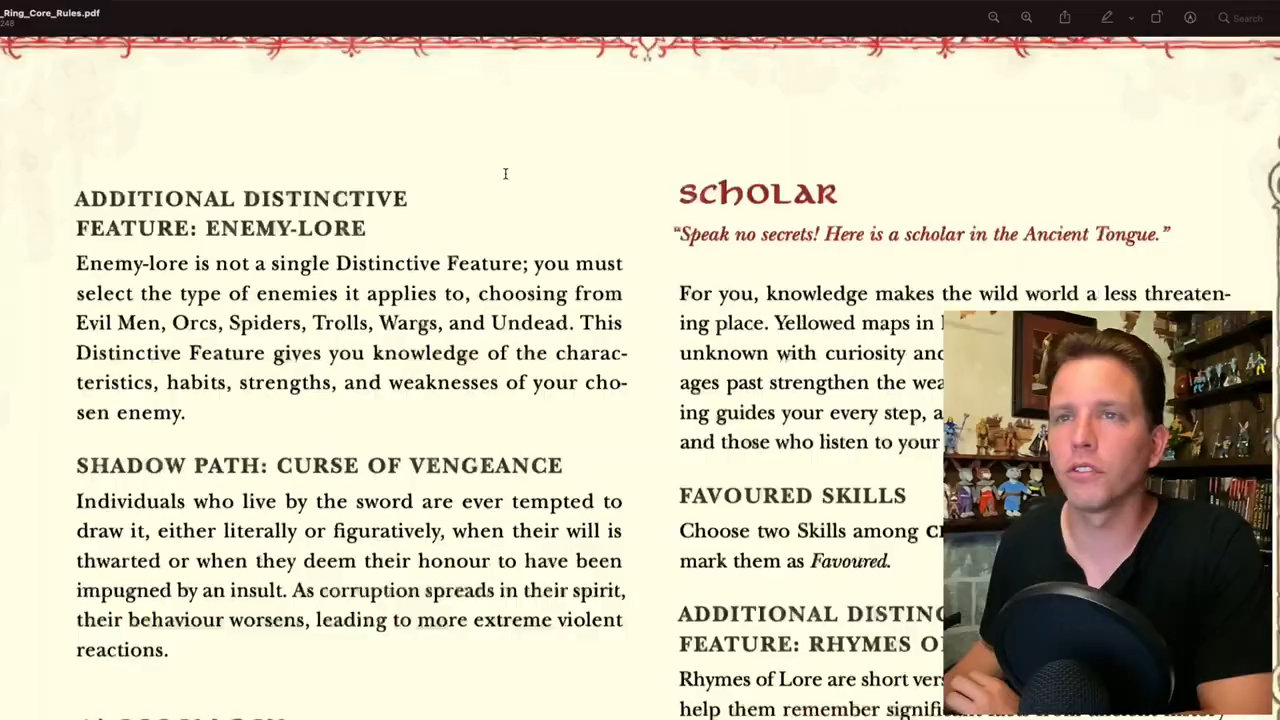 _Ring_Core_Rules.pdf
248
Search
ADDITIONAL DISTINCTIVE
FEATURE: ENEMY-LORE
Enemy-lore is not a single Distinctive Feature; you must
select the type of enemies it applies to, choosing from
Evil Men, Orcs, Spiders, Trolls, Wargs, and Undead. This
Distinctive Feature gives you knowledge of the charac-
teristics, habits, strengths, and weaknesses of your cho-
sen enemy.
SHADOW PATH: CURSE OF VENGEANCE
Individuals who live by the sword are ever tempted to
draw it, either literally or figuratively, when their will is
thwarted or when they deem their honour to have been
impugned by an insult. As corruption spreads in their spirit,
their behaviour worsens, leading to more extreme violent
reactions.
SCHOLAR
"Speak no secrets! Here is a scholar in the Ancient Tongue."
For you, knowledge makes the wild world a less threaten-
ing place. Yellowed maps in
unknown with curiosity and
ages past strengthen the
ing guides your every step,
and those who listen to your
FAVOURED SKILLS
Choose two Skills among
mark them as Favoured.
ADDITIONAL
FEATURE: RHYMES
Rhymes of Lore are short
help them remember